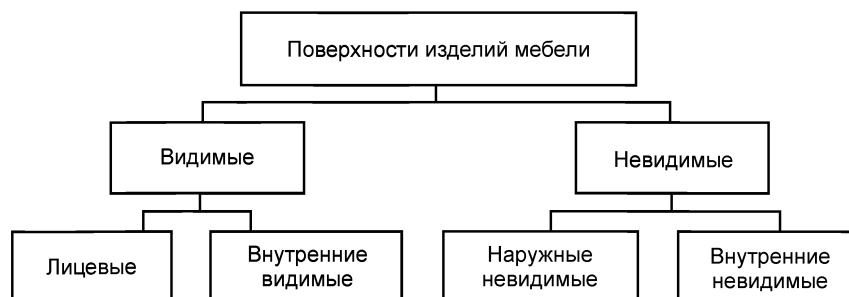 Поверхности изделий мебели
Видимые
Невидимые
Лицевые
Внутренние
видимые
Наружные
невидимые
Внутренние
невидимые